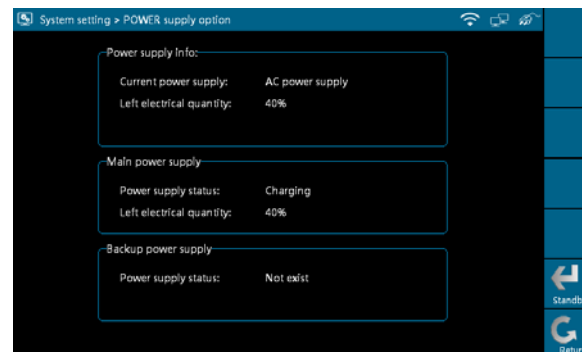 System setting > POWER supply option
Power supply info:
Current power supply: AC power supply
Left electrical quantity: 40%
Main power supply
Power supply status: Charging
Left electrical quantity: 40%
Backup power supply
Power supply status: Not exist
Standb
Retur